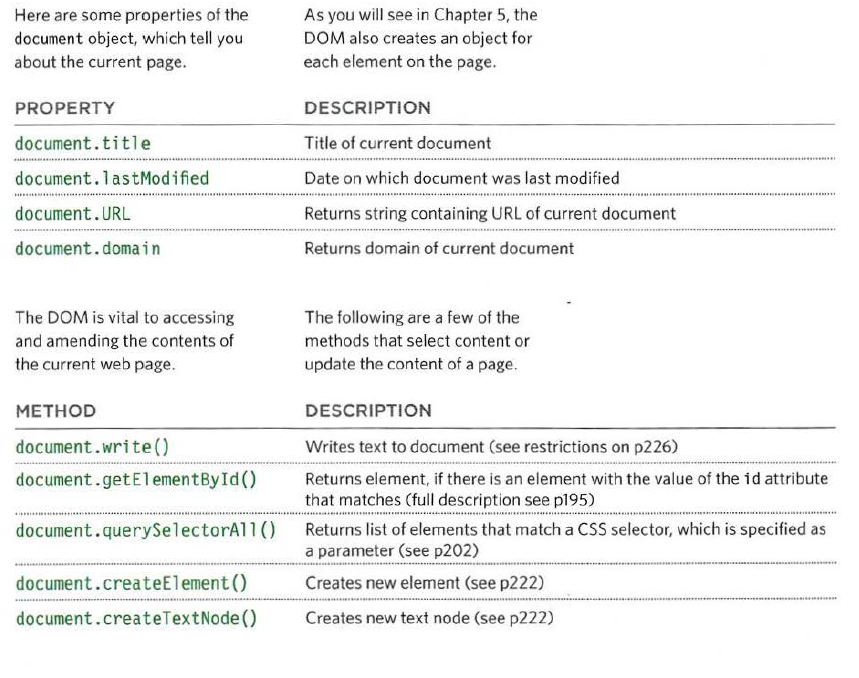 Here are some properties of the
document object, which tell you
about the current page.
As you will see in Chapter 5, the
DOM also creates an object for
each element on the page.
PROPERTY DESCRIPTION
document.title Title of current document
document.lastModified Date on which document was last modified
document.URL Returns string containing URL of current document
document.domain Returns domain of current document
The DOM is vital to accessing
and amending the contents of
the current web page.
The following are a few of the
methods that select content or
update the content of a page.
METHOD DESCRIPTION
document.write() Writes text to document (see restrictions on p226)
document.getElementById() Returns element, if there is an element with the value of the id attribute
that matches (full description see p195)
document.querySelectorAll() Returns list of elements that match a CSS selector, which is specified as
a parameter (see p202)
document.createElement() Creates new element (see p222)
document.createTextNode() Creates new text node (see p222)